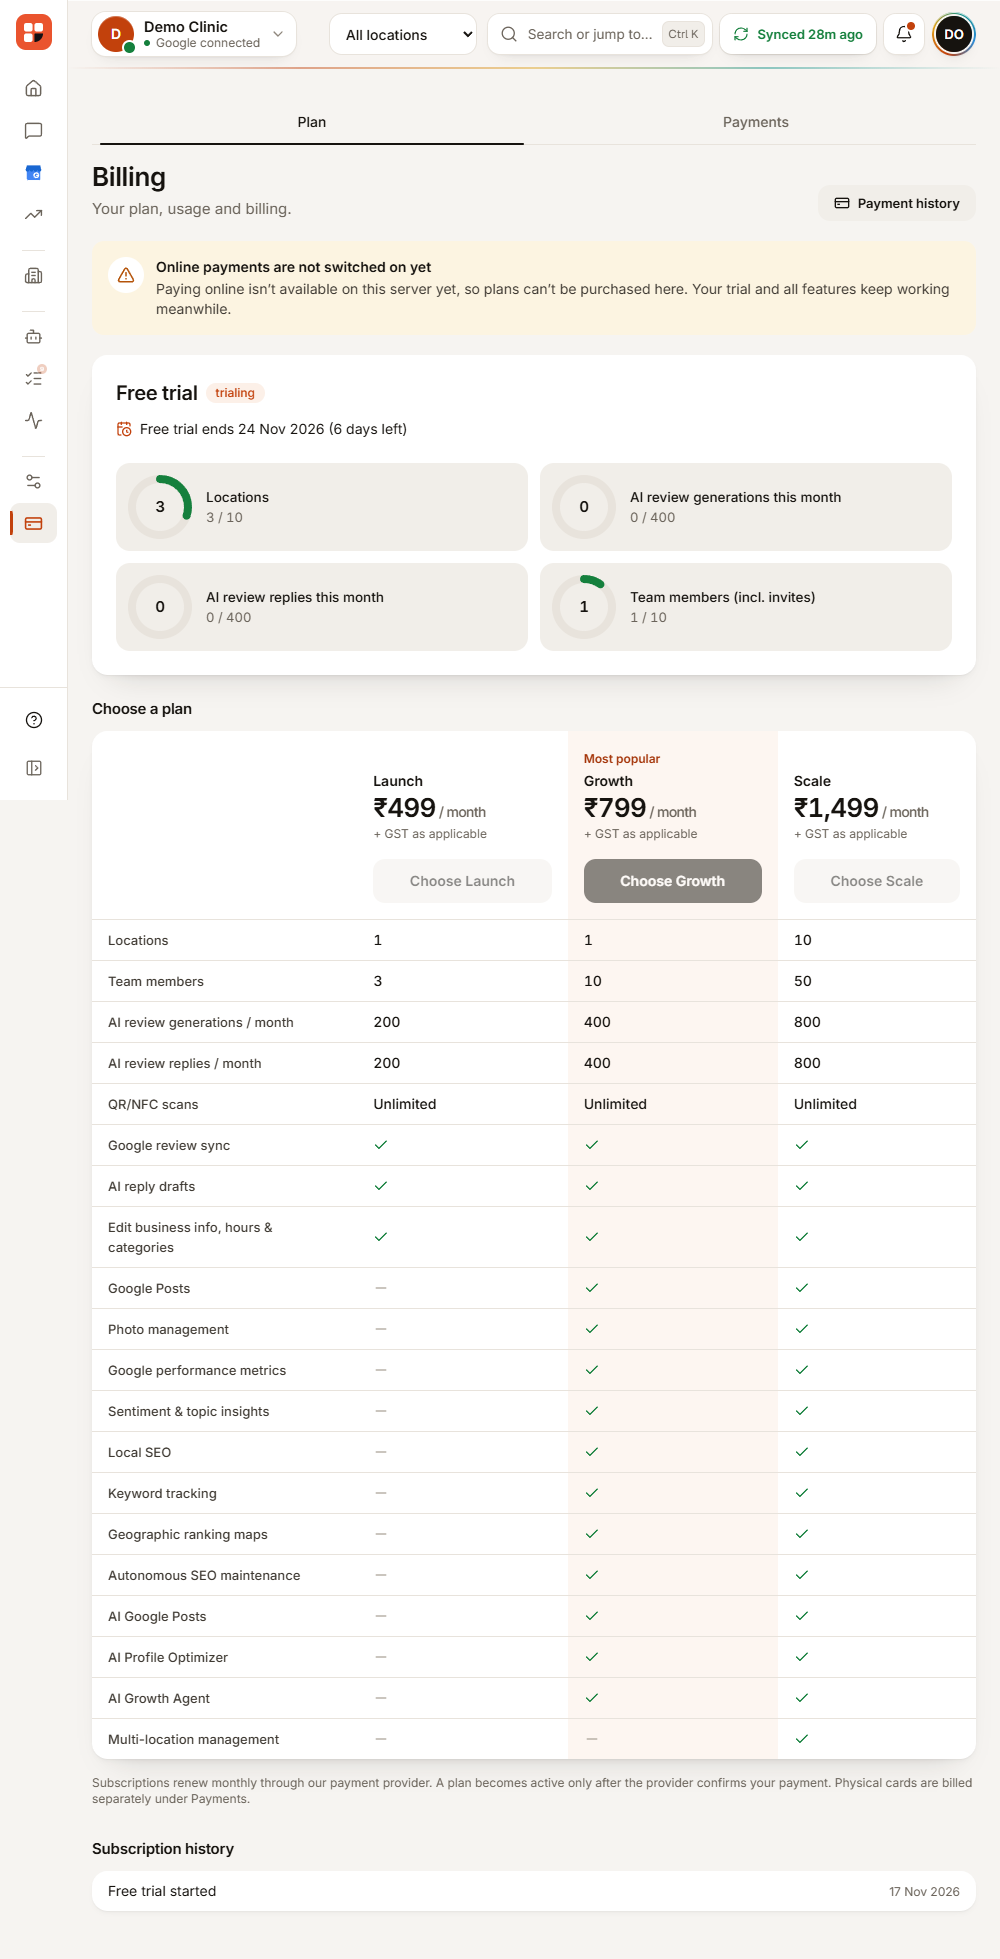 D
Demo Clinic
Google connected
All locations
Search or jump to...
Ctrl K
Synced 28m ago
DO
Plan
Payments
Billing
Your plan, usage and billing.
Payment history
Online payments are not switched on yet
Paying online isn’t available on this server yet, so plans can’t be purchased here. Your trial and all features keep working
meanwhile.
Free trial
trialing
Free trial ends 24 Nov 2026 (6 days left)
3
Locations
3 / 10
0
AI review generations this month
0 / 400
0
AI review replies this month
0 / 400
1
Team members (incl. invites)
1 / 10
Choose a plan
Launch
₹499 / month
+ GST as applicable
Choose Launch
Most popular
Growth
₹799 / month
+ GST as applicable
Choose Growth
Scale
₹1,499 / month
+ GST as applicable
Choose Scale
Locations 1 1 10
Team members 3 10 50
AI review generations / month 200 400 800
AI review replies / month 200 400 800
QR/NFC scans Unlimited Unlimited Unlimited
Google review sync
AI reply drafts
Edit business info, hours &
categories
Google Posts —
Photo management —
Google performance metrics —
Sentiment & topic insights —
Local SEO —
Keyword tracking —
Geographic ranking maps —
Autonomous SEO maintenance —
AI Google Posts —
AI Profile Optimizer —
AI Growth Agent —
Multi-location management — —
Subscriptions renew monthly through our payment provider. A plan becomes active only after the provider confirms your payment. Physical cards are billed
separately under Payments.
Subscription history
Free trial started
17 Nov 2026